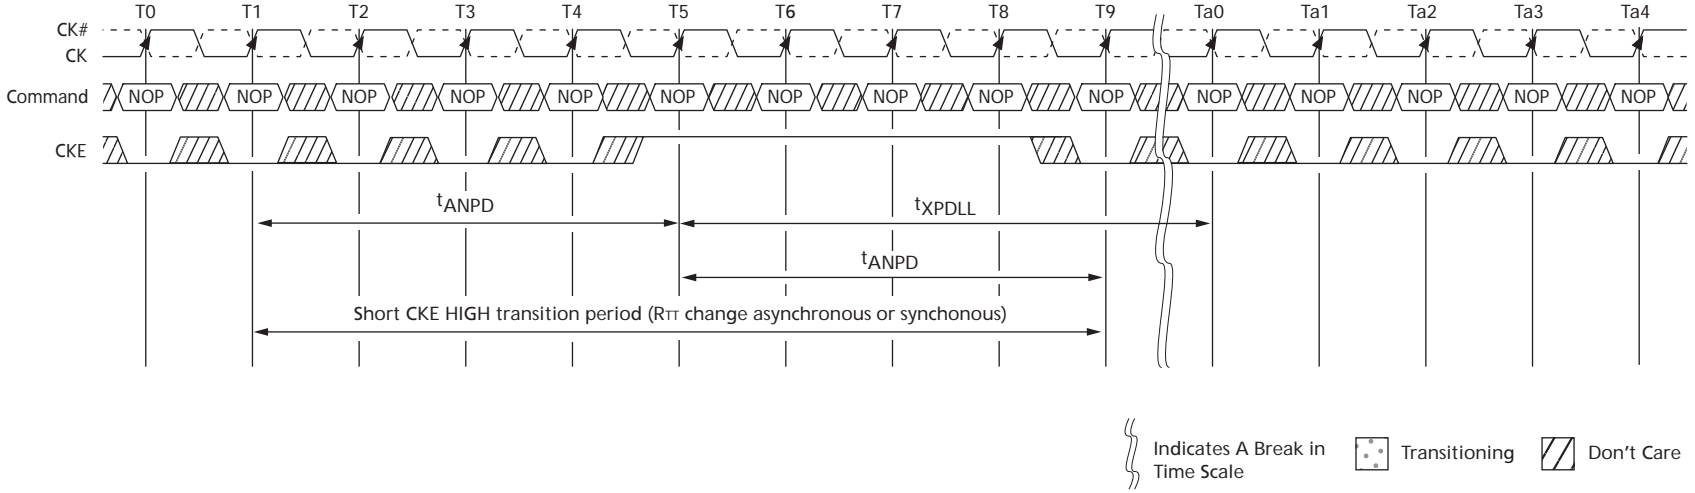 T0 T1 T2 T3 T4 T5 T6 T7 T8 T9 Ta0 Ta1 Ta2 Ta3 Ta4
CK#
CK
Command NOP NOP NOP NOP NOP NOP NOP NOP NOP NOP NOP NOP NOP NOP NOP
CKE
tANPD tXPDLL
tANPD
Short CKE HIGH transition period (RTT change asynchronous or synchonous)
Indicates A Break in
Time Scale
Transitioning
Don't Care